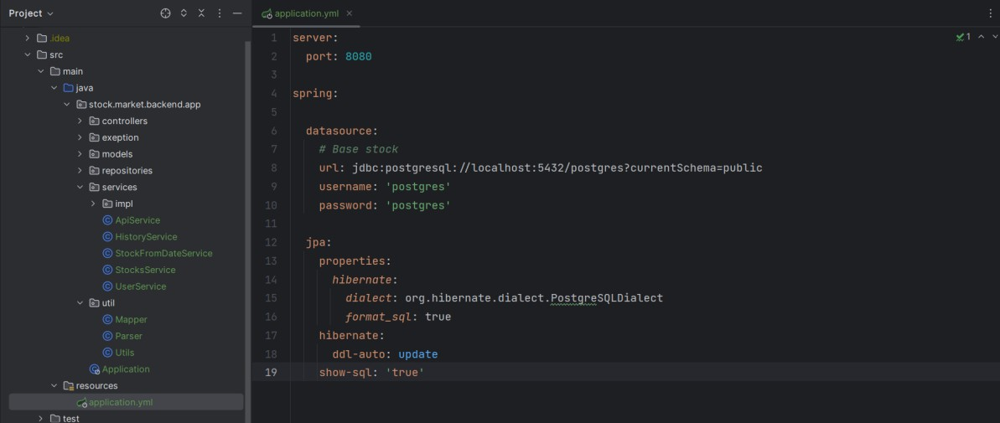 Project
.idea
src
main
java
stock.market.backend.app
controllers
exeption
models
repositories
services
impl
ApiService
HistoryService
StockFromDateService
StocksService
UserService
util
Mapper
Parser
Utils
Application
resources
application.yml
test
application.yml
1 server:
2 port: 8080
3
4 spring:
5
6 datasource:
7 # Base stock
8 url: jdbc:postgresql://localhost:5432/postgres?currentSchema=public
9 username: 'postgres'
10 password: 'postgres'
11
12 jpa:
13 properties:
14 hibernate:
15 dialect: org.hibernate.dialect.PostgreSQLDialect
16 format_sql: true
17 hibernate:
18 ddl-auto: update
19 show-sql: 'true'
1